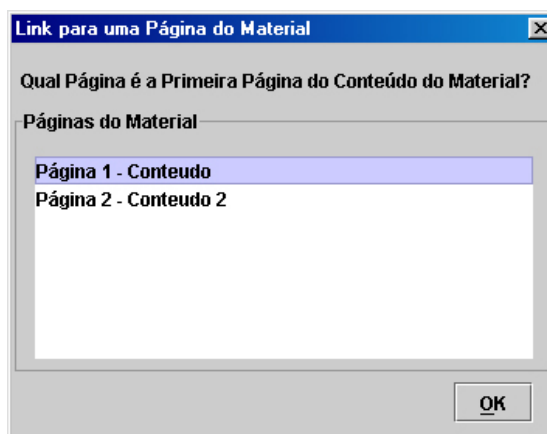 Link para uma Página do Material
Qual Página é a Primeira Página do Conteúdo do Material?
Páginas do Material
Página 1 - Conteudo
Página 2 - Conteudo 2
OK